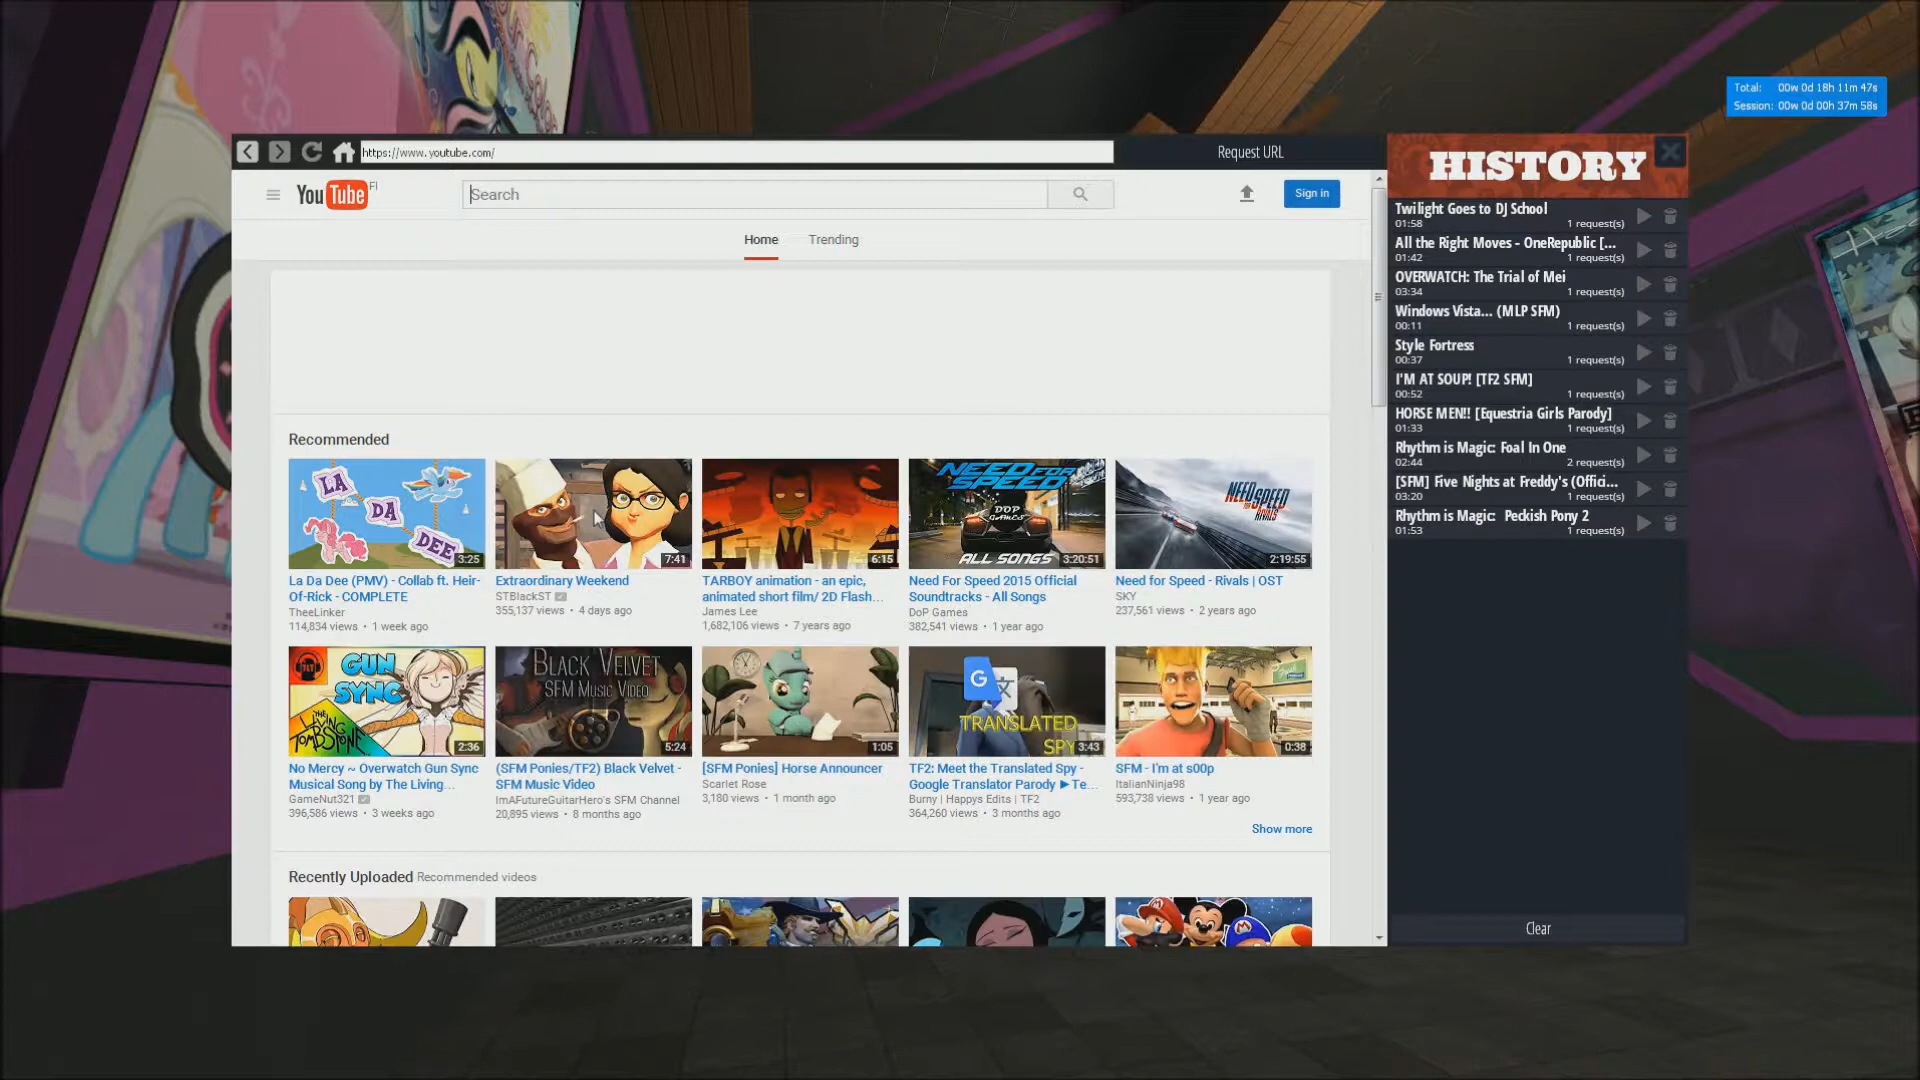 Total: 00w 0d 18h 11m 47s
Session: 00w 0d 00h 37m 58s
https://www.youtube.com/
Request URL
HISTORY
YouTube FI
Search
Sign in
Home
Trending
Twilight Goes to DJ School
01:58
1 request(s)
All the Right Moves - OneRepublic [...
01:42
1 request(s)
OVERWATCH: The Trial of Mei
03:34
1 request(s)
Windows Vista... (MLP SFM)
00:11
1 request(s)
Style Fortress
00:37
1 request(s)
I'M AT SOUP! [TF2 SFM]
00:52
1 request(s)
HORSE MEN!! [Equestria Girls Parody]
01:33
1 request(s)
Rhythm is Magic: Foal In One
02:44
2 request(s)
[SFM] Five Nights at Freddy's (Offici...
03:20
1 request(s)
Rhythm is Magic: Peckish Pony 2
01:53
1 request(s)
Clear
Recommended
LA
DA
DEE
3:25
La Da Dee (PMV) - Collab ft. Heir-
Of-Rick - COMPLETE
TheeLinker
114,834 views • 1 week ago
7:41
Extraordinary Weekend
STBlackST
355,137 views • 4 days ago
6:15
TARBOY animation - an epic,
animated short film/ 2D Flash...
James Lee
1,682,106 views • 7 years ago
NEED FOR
SPEED
DOP
GAMES
ALL SONGS
3:20:51
Need For Speed 2015 Official
Soundtracks - All Songs
DoP Games
382,541 views • 1 year ago
NEED FOR SPEED
RIVALS
2:19:55
Need for Speed - Rivals | OST
SKY
237,561 views • 2 years ago
GUN
SYNC
THE
LIVING
TOMBSTONE
2:36
No Mercy ~ Overwatch Gun Sync
Musical Song by The Living...
GameNut321
396,586 views • 3 weeks ago
BLACK VELVET
SFM MUSIC VIDEO
5:24
(SFM Ponies/TF2) Black Velvet -
SFM Music Video
ImAFutureGuitarHero's SFM Channel
20,895 views • 8 months ago
1:05
[SFM Ponies] Horse Announcer
Scarlet Rose
3,180 views • 1 month ago
G
TRANSLATED
SPY
3:43
TF2: Meet the Translated Spy -
Google Translator Parody ►Te...
Burny | Happys Edits | TF2
364,260 views • 3 months ago
0:38
SFM - I'm at s00p
ItalianNinja98
593,738 views • 1 year ago
Show more
Recently Uploaded Recommended videos